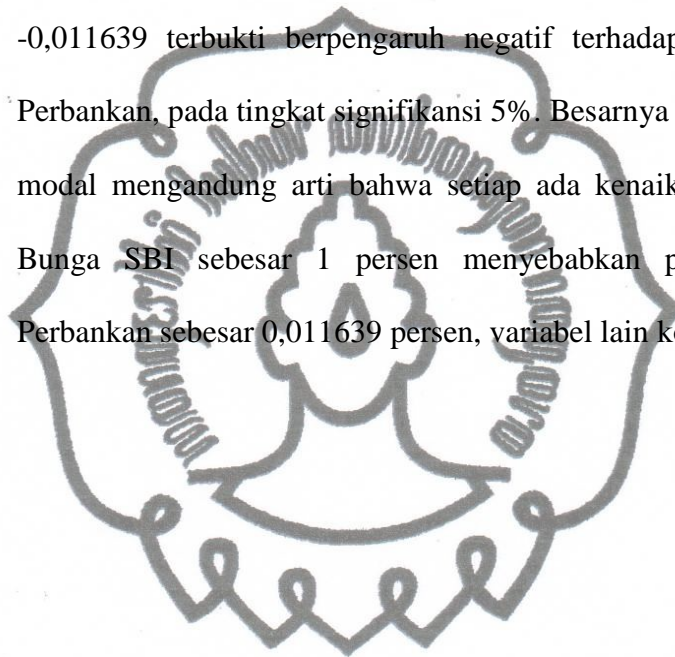 -0,011639 terbukti berpengaruh negatif terhadap
Perbankan, pada tingkat signifikansi 5%. Besarnya
modal mengandung arti bahwa setiap ada kenaik
Bunga SBI sebesar 1 persen menyebabkan p
Perbankan sebesar 0,011639 persen, variabel lain k